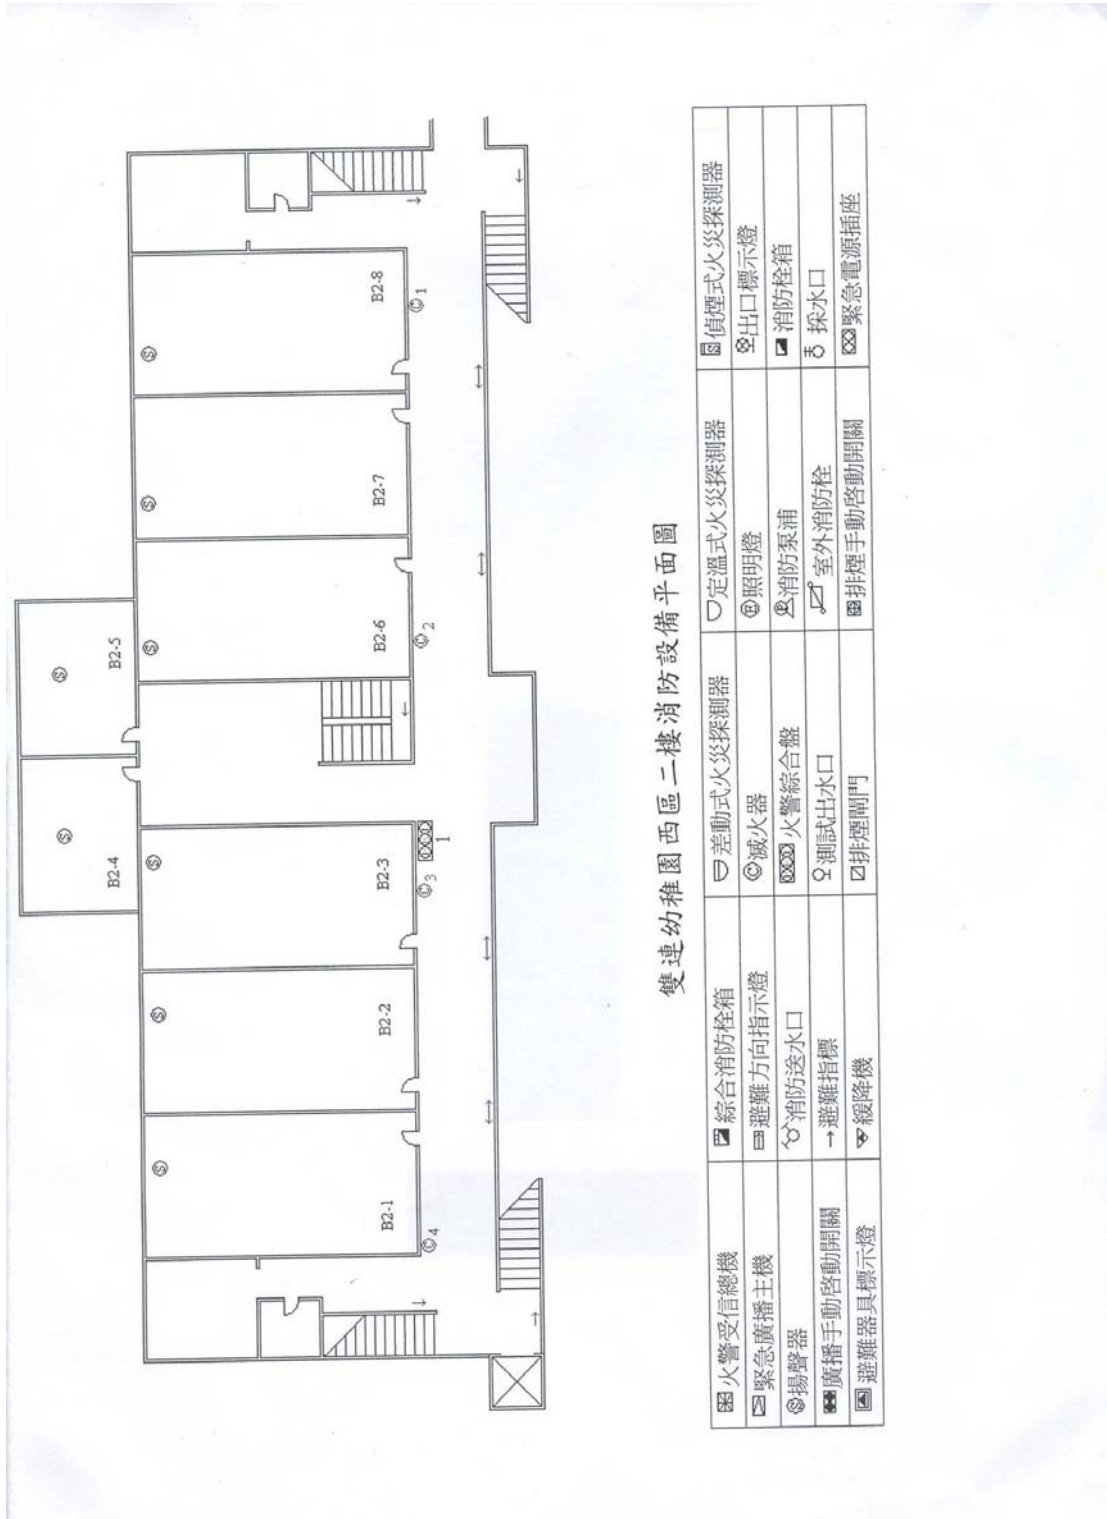 B2-4 B2-5
B2-1 B2-2 B2-3 B2-6 B2-7 B2-8
4 3 1 2 1
雙連幼稚園西區二樓消防設備平面圖
火警受信總機 綜合消防栓箱 差動式火災探測器 定溫式火災探測器 偵煙式火災探測器
緊急廣播主機 避難方向指示燈 滅火器 照明燈 出口標示燈
揚聲器 消防送水口 火警綜合盤 消防泵浦 消防栓箱
廣播手動啓動開關 避難指標 測試出水口 室外消防栓 採水口
避難器具標示燈 緩降機 排煙閘門 排煙手動啓動開關 緊急電源插座